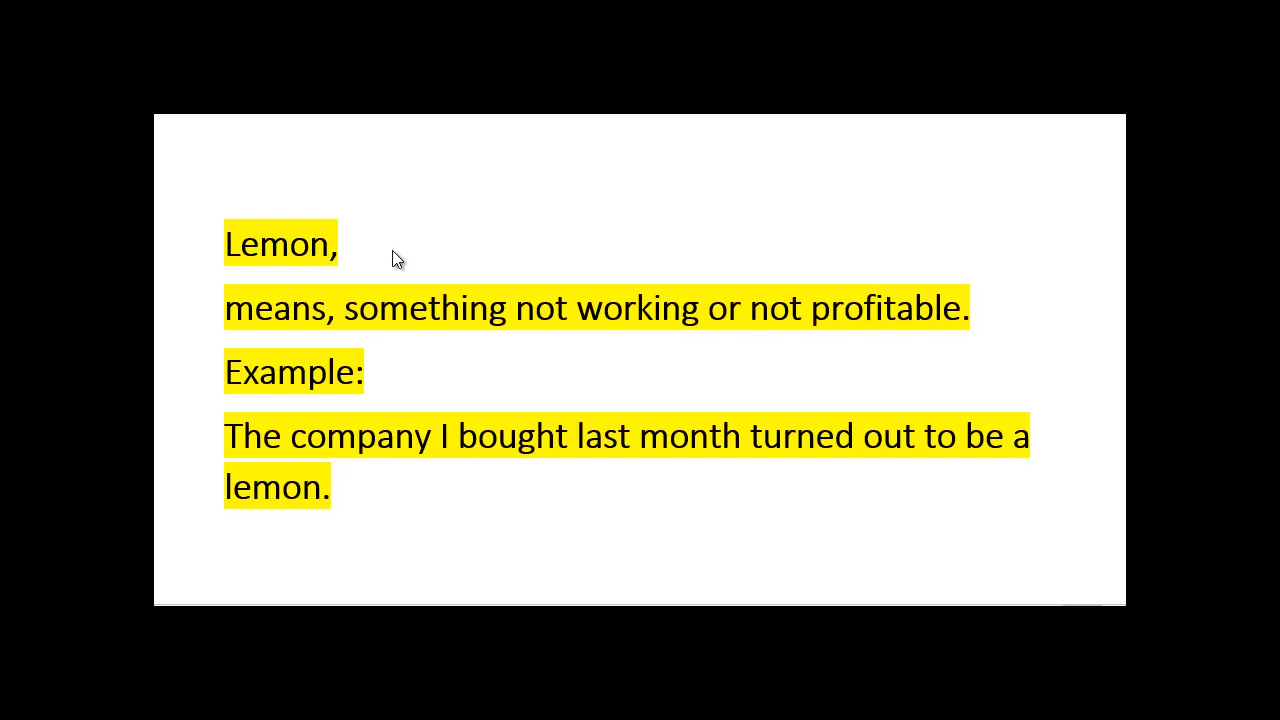 Lemon,
means, something not working or not profitable.
Example:
The company I bought last month turned out to be a
lemon.